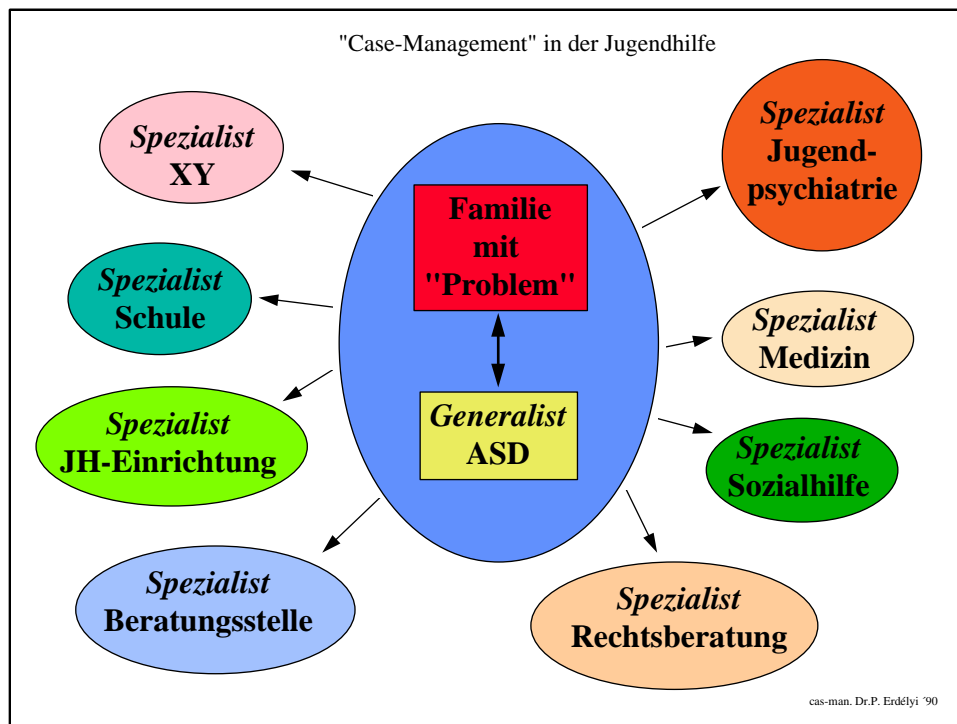 "Case-Management" in der Jugendhilfe
Spezialist
XY
Spezialist
Schule
Spezialist
JH-Einrichtung
Spezialist
Beratungsstelle
Familie
mit
"Problem"
Generalist
ASD
Spezialist
Jugend-
psychiatrie
Spezialist
Medizin
Spezialist
Sozialhilfe
Spezialist
Rechtsberatung
cas-man. Dr.P. Erdélyi ´90